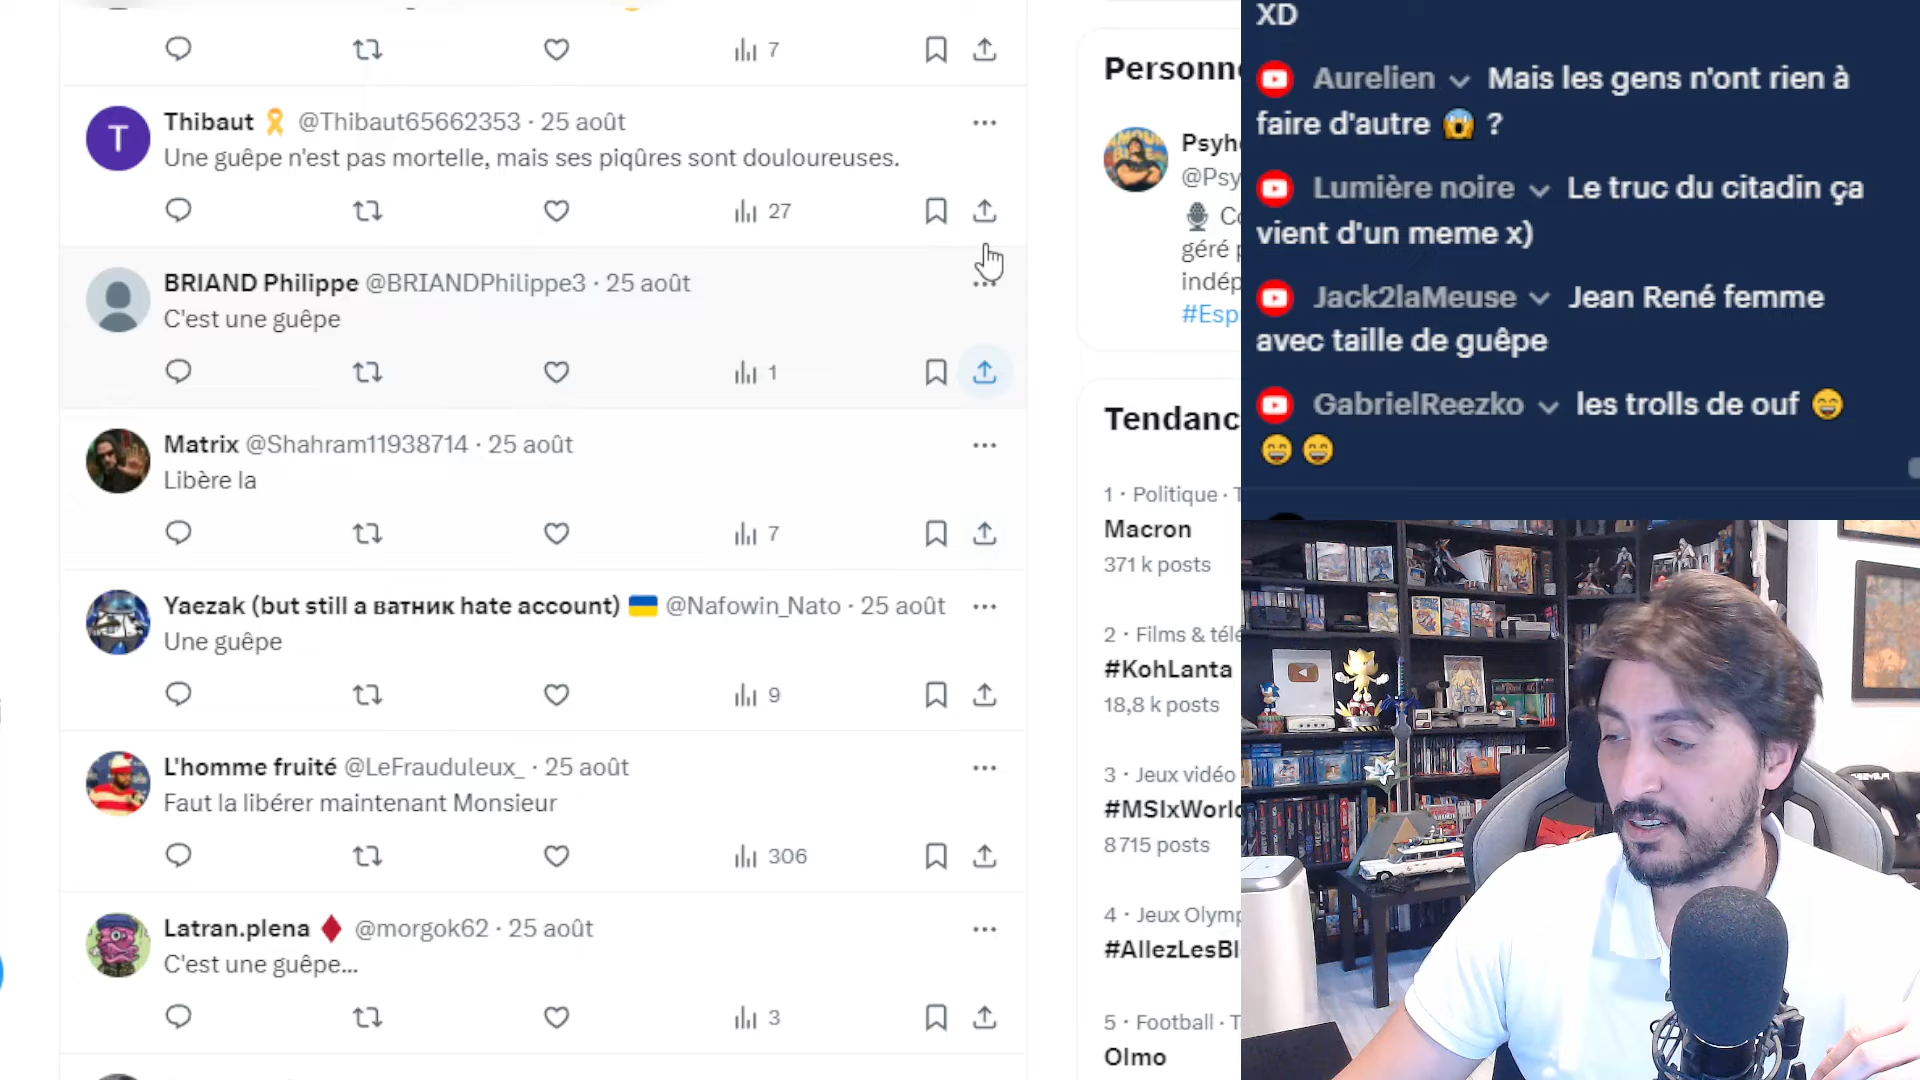 7
Thibaut 🎗 @Thibaut65662353 · 25 août
Une guêpe n'est pas mortelle, mais ses piqûres sont douloureuses.
27
BRIAND Philippe @BRIANDPhilippe3 · 25 août
C'est une guêpe
1
Matrix @Shahram11938714 · 25 août
Libère la
7
Yaezak (but still a ватник hate account) 🇺🇦 @Nafowin_Nato · 25 août
Une guêpe
9
L'homme fruité @LeFrauduleux_ · 25 août
Faut la libérer maintenant Monsieur
306
Latran.plena ♦ @morgok62 · 25 août
C'est une guêpe...
3
Personn
Psyh
@Psy
géré
indép
#Esp
Tendanc
1 · Politique · T
Macron
371 k posts
2 · Films & télé
#KohLanta
18,8 k posts
3 · Jeux vidéo
#MSIxWorl
8 715 posts
4 · Jeux Olymp
#AllezLesBl
5 · Football · T
Olmo
XD
Aurelien Mais les gens n'ont rien à
faire d'autre 😱 ?
Lumière noire Le truc du citadin ça
vient d'un meme x)
Jack2laMeuse Jean René femme
avec taille de guêpe
GabrielReezko les trolls de ouf 😄
😄 😄